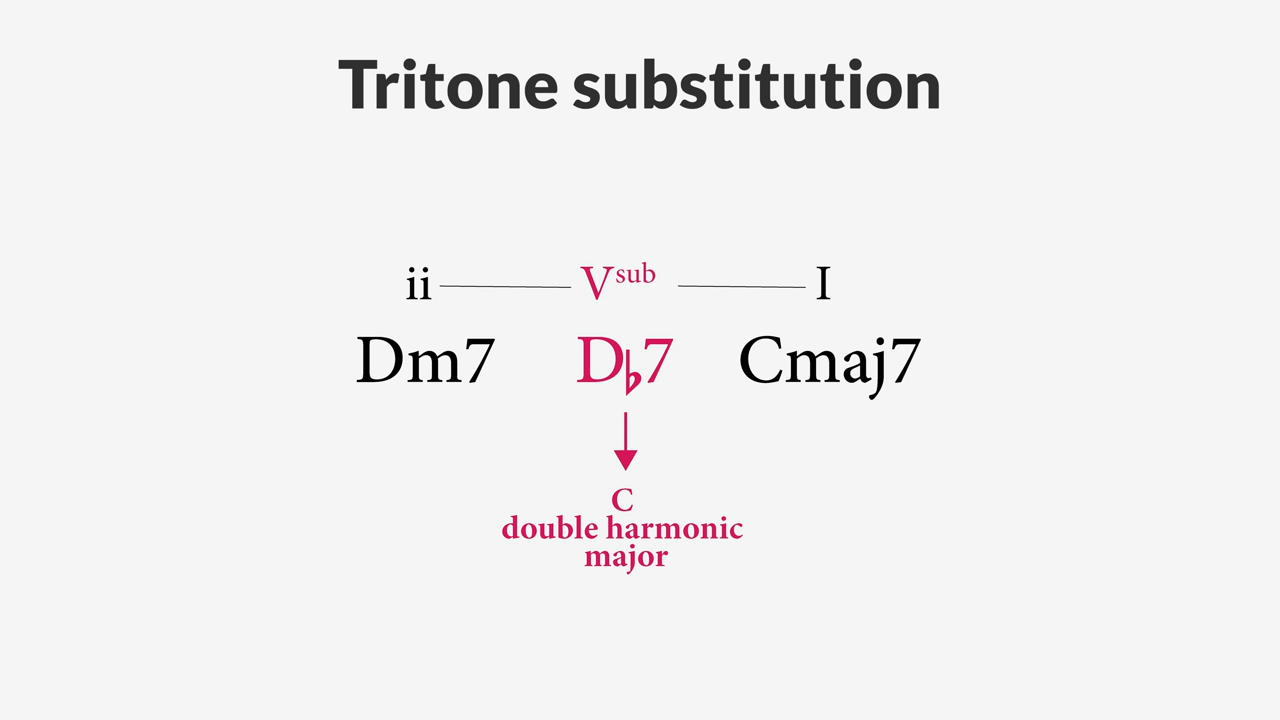 Tritone substitution
ii V^sub I
Dm7 D♭7 Cmaj7
C
double harmonic
major